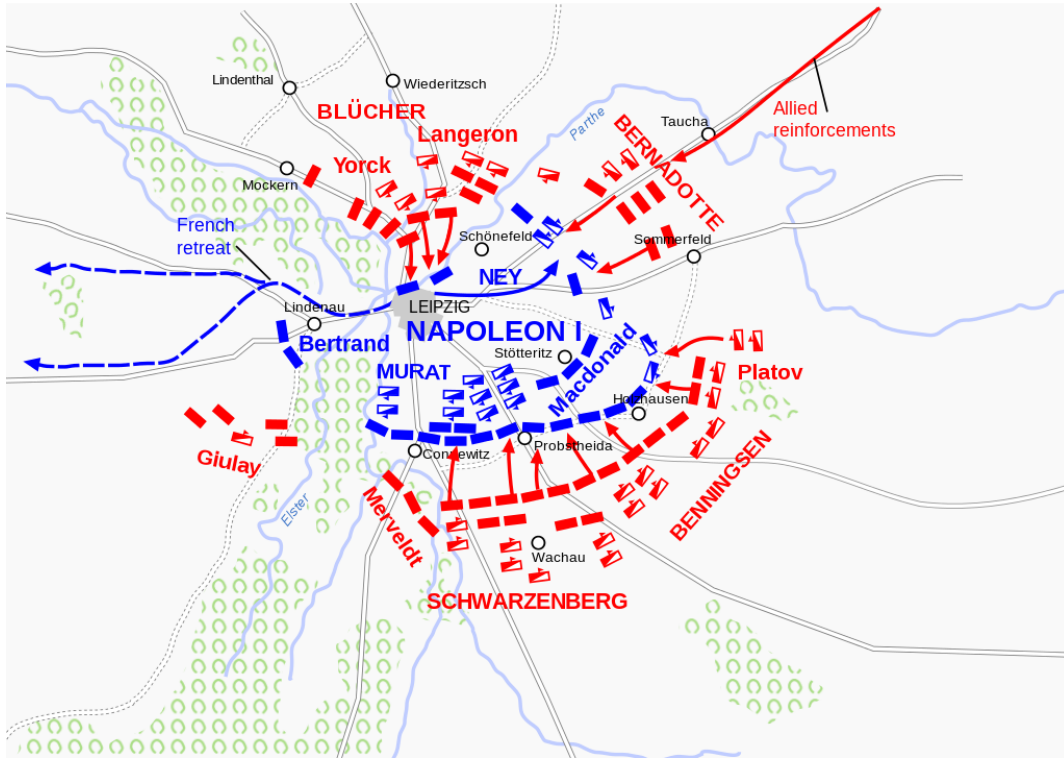 Lindenthal
Wiederitzsch
BLÜCHER
Langeron
Parthe
Taucha
Allied
reinforcements
BERNADOTTE
Yorck
Mockern
French
retreat
Schönefeld
Sommerfeld
NEY
Lindenau
LEIPZIG
NAPOLEON I
Bertrand
Stötteritz
MURAT
Macdonald
Platov
Holzhausen
Giulay
Connewitz
Probstheida
Elster
Merveldt
BENNINGSEN
Wachau
SCHWARZENBERG